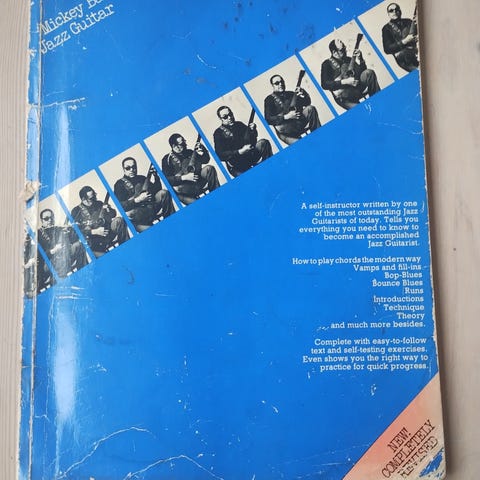 Mickey
Jazz Guitar
A self-instructor written by one
of the most outstanding Jazz
Guitarists of today. Tells you
everything you need to know to
become an accomplished
Jazz Guitarist.
How to play chords the modern way
Vamps and fill-ins
Bop-Blues
Bounce Blues
Runs
Introductions
Technique
Theory
and much more besides.
Complete with easy-to-follow
text and self-testing exercises.
Even shows you the right way to
practice for quick progress.
NEW!
COMPLETELY
REVISED